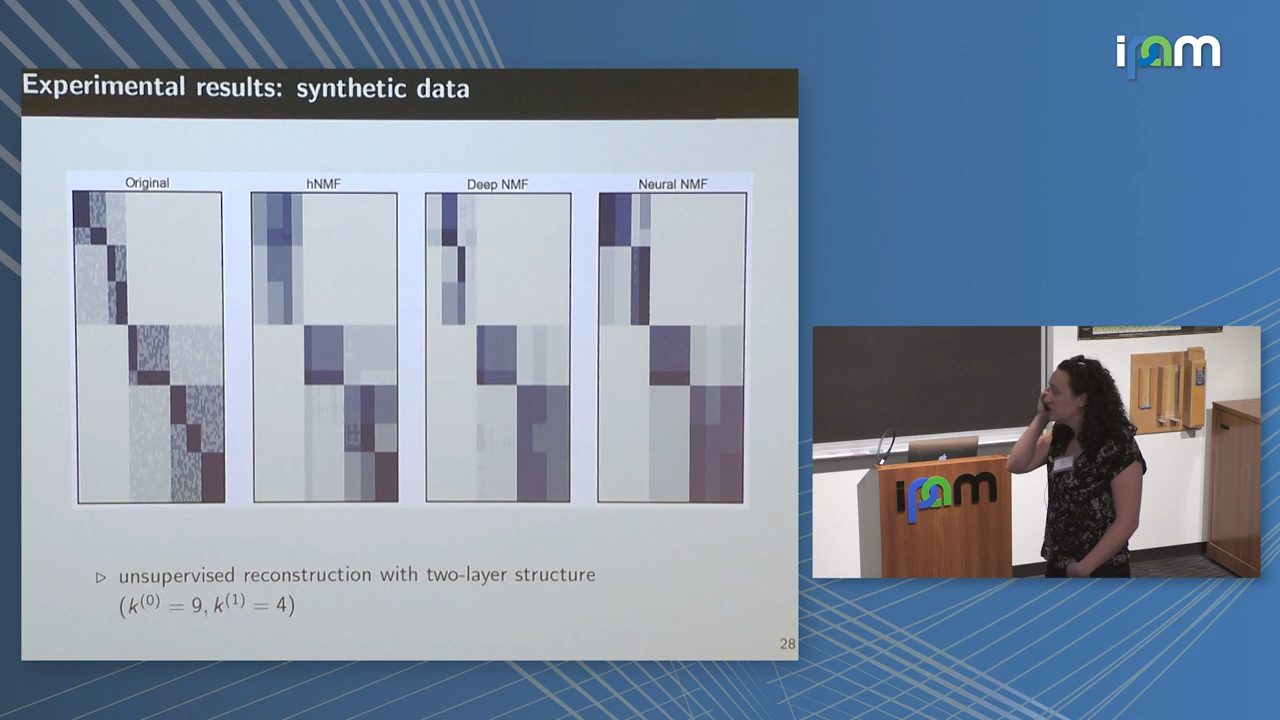 ipam
Experimental results: synthetic data
Original
hNMF
Deep NMF
Neural NMF
▷ unsupervised reconstruction with two-layer structure
(k^(0) = 9, k^(1) = 4)
28
ipam